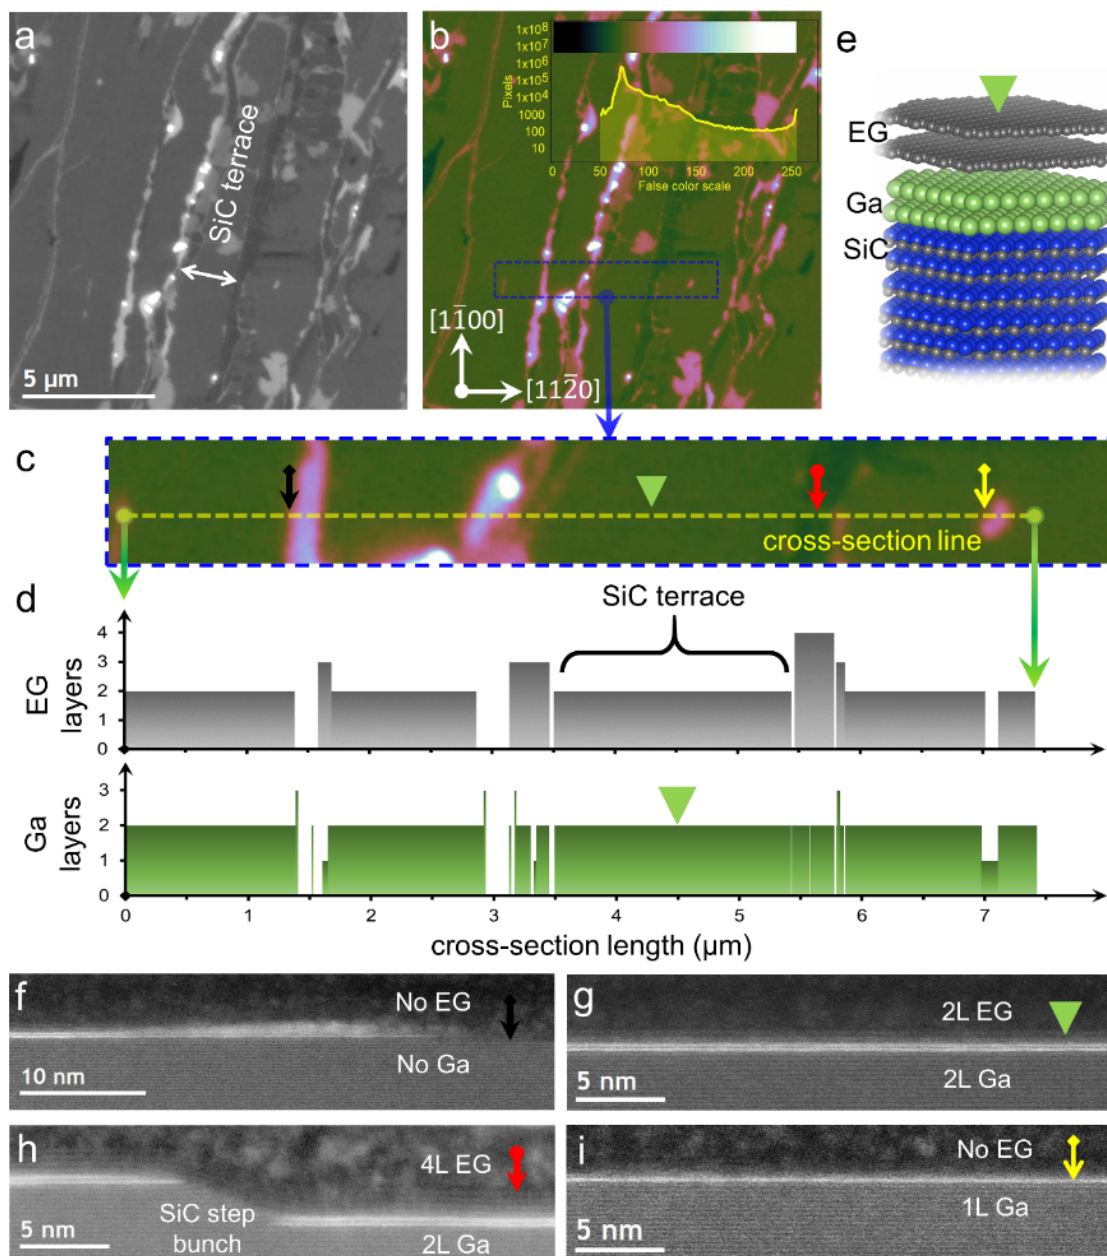 a
SiC terrace
5 µm
b
1x10⁸
1x10⁷
1x10⁶
1x10⁵
1x10⁴
1000
100
10
Pixels
0 50 100 150 200 250
False color scale
[11̅00]
[112̅0]
e
EG
Ga
SiC
c
cross-section line
d
SiC terrace
EG layers
4
3
2
1
0
Ga layers
3
2
1
0
0 1 2 3 4 5 6 7
cross-section length (µm)
f
No EG
No Ga
10 nm
g
2L EG
2L Ga
5 nm
h
4L EG
SiC step
bunch
2L Ga
5 nm
i
No EG
1L Ga
5 nm